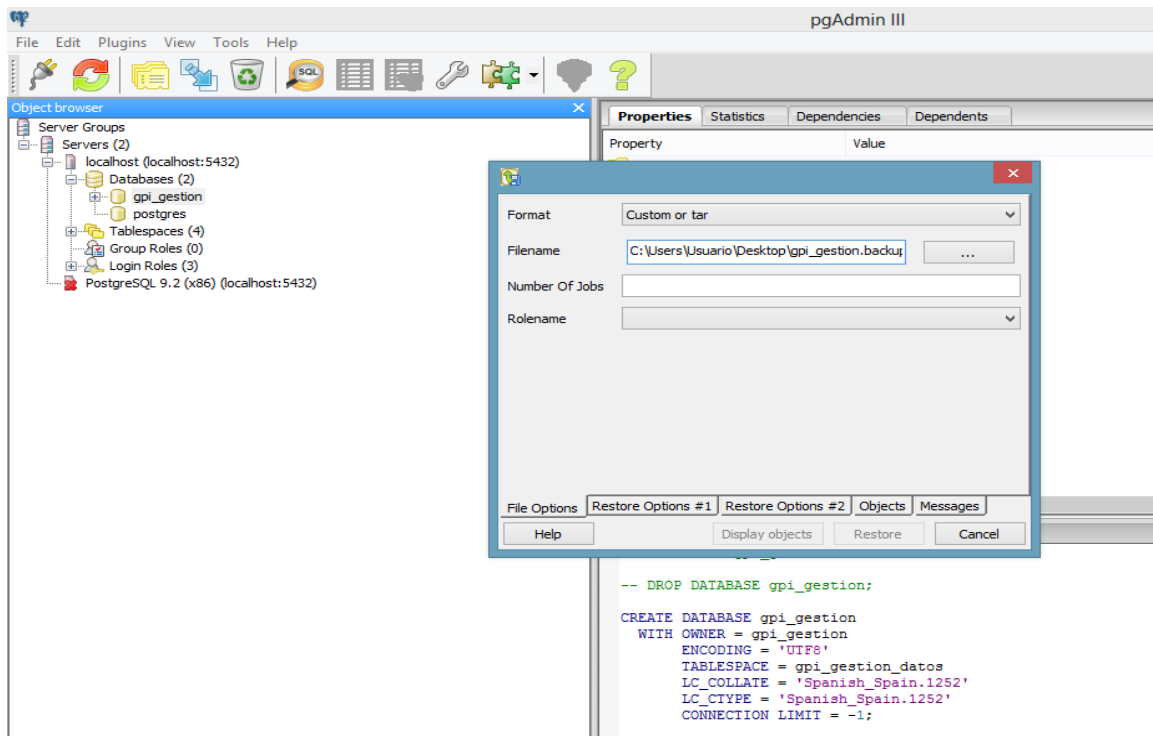 pgAdmin III
File Edit Plugins View Tools Help
SQL
Object browser
Server Groups
Servers (2)
localhost (localhost:5432)
Databases (2)
gpi_gestion
postgres
Tablespaces (4)
Group Roles (0)
Login Roles (3)
PostgreSQL 9.2 (x86) (localhost:5432)
Properties Statistics Dependencies Dependents
Property Value
Format Custom or tar
Filename C:\Users\Usuario\Desktop\gpi_gestion.backup ...
Number Of Jobs
Rolename
File Options Restore Options #1 Restore Options #2 Objects Messages
Help Display objects Restore Cancel
-- DROP DATABASE gpi_gestion;
CREATE DATABASE gpi_gestion
WITH OWNER = gpi_gestion
ENCODING = 'UTF8'
TABLESPACE = gpi_gestion_datos
LC_COLLATE = 'Spanish_Spain.1252'
LC_CTYPE = 'Spanish_Spain.1252'
CONNECTION LIMIT = -1;